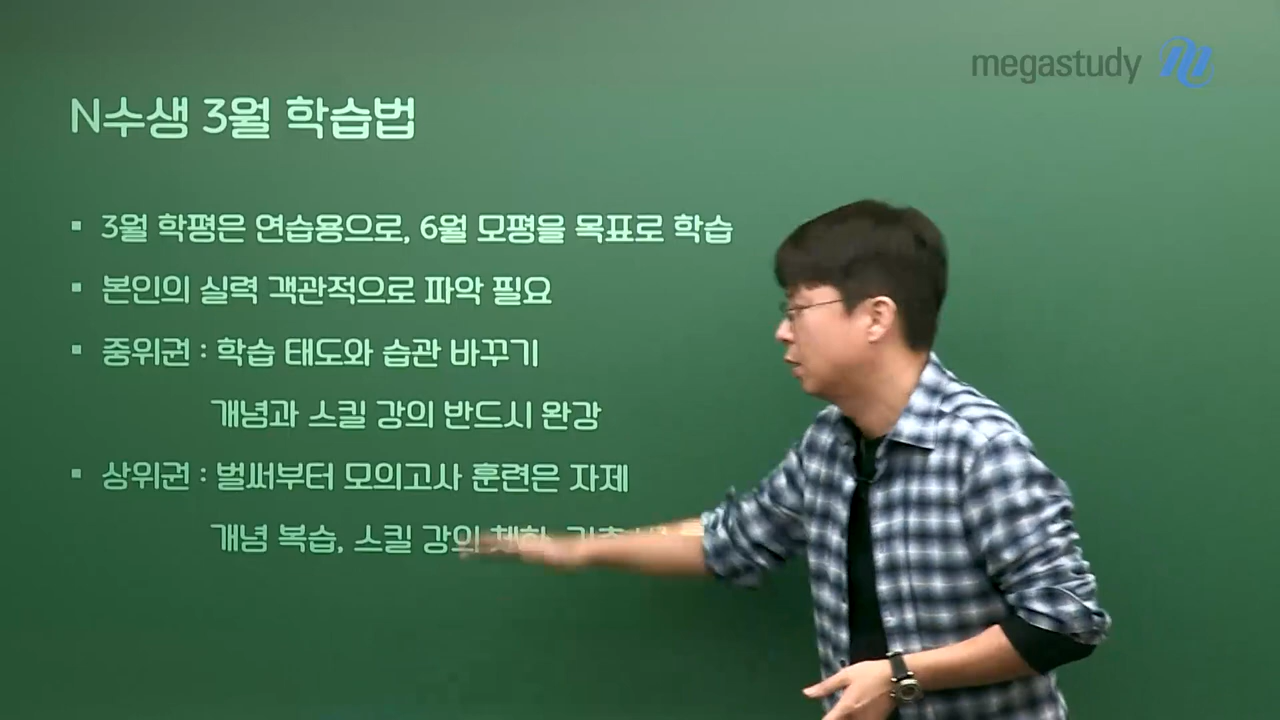 megastudy
N수생 3월 학습법
▪ 3월 학평은 연습용으로, 6월 모평을 목표로 학습
▪ 본인의 실력 객관적으로 파악 필요
▪ 중위권 : 학습 태도와 습관 바꾸기
개념과 스킬 강의 반드시 완강
▪ 상위권 : 벌써부터 모의고사 훈련은 자제
개념 복습, 스킬 강의